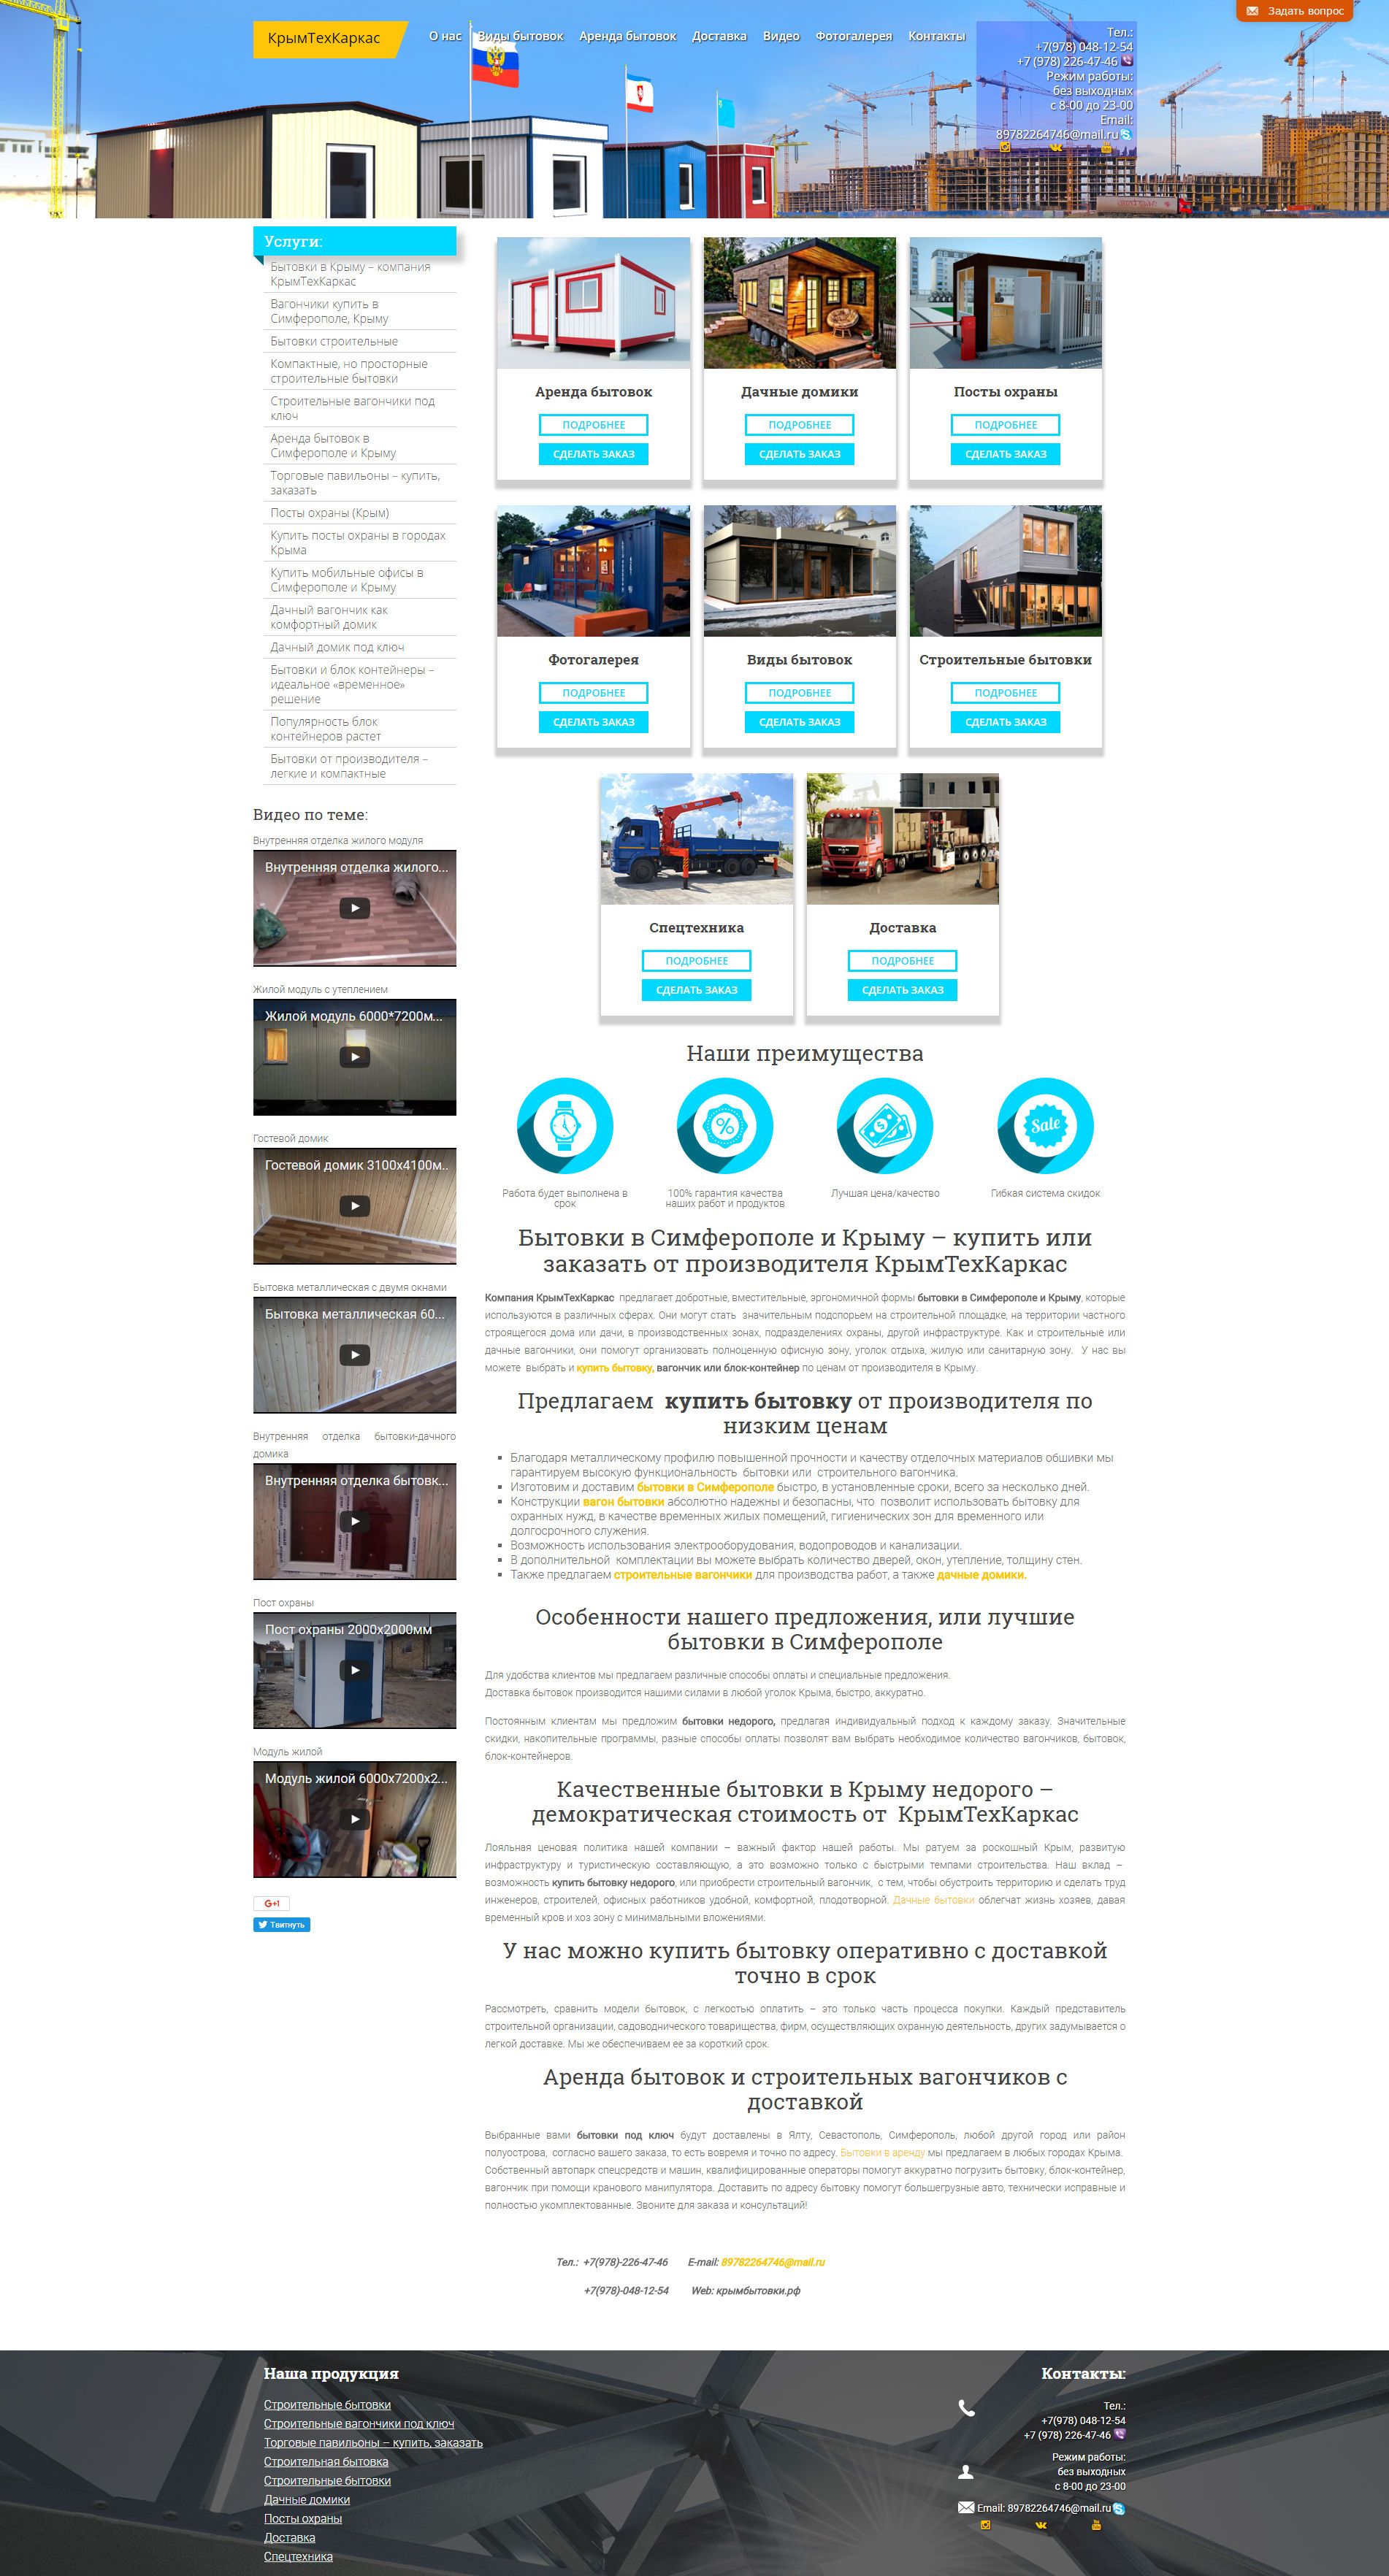 Задать вопрос
КрымТехКаркас
О нас Виды бытовок Аренда бытовок Доставка Видео Фотогалерея Контакты
Тел.:
+7(978) 048-12-54
+7 (978) 226-47-46
Режим работы:
без выходных
с 8-00 до 23-00
Email:
89782264746@mail.ru
Услуги:
Бытовки в Крыму – компания
КрымТехКаркас
Вагончики купить в
Симферополе, Крыму
Бытовки строительные
Компактные, но просторные
строительные бытовки
Строительные вагончики под
ключ
Аренда бытовок в
Симферополе и Крыму
Торговые павильоны – купить,
заказать
Посты охраны (Крым)
Купить посты охраны в городах
Крыма
Купить мобильные офисы в
Симферополе и Крыму
Дачный вагончик как
комфортный домик
Дачный домик под ключ
Бытовки и блок контейнеры –
идеальное «временное»
решение
Популярность блок
контейнеров растет
Бытовки от производителя –
легкие и компактные
Видео по теме:
Внутренняя отделка жилого модуля
Внутренняя отделка жилого...
Жилой модуль с утеплением
Жилой модуль 6000*7200м...
Гостевой домик
Гостевой домик 3100х4100м..
Бытовка металлическая с двумя окнами
Бытовка металлическая 60...
Внутренняя отделка бытовки-дачного
домика
Внутренняя отделка бытовк...
Пост охраны
Пост охраны 2000х2000мм
Модуль жилой
Модуль жилой 6000х7200х2...
G+1
Твитнуть
Аренда бытовок Дачные домики Посты охраны
ПОДРОБНЕЕ ПОДРОБНЕЕ ПОДРОБНЕЕ
СДЕЛАТЬ ЗАКАЗ СДЕЛАТЬ ЗАКАЗ СДЕЛАТЬ ЗАКАЗ
Фотогалерея Виды бытовок Строительные бытовки
ПОДРОБНЕЕ ПОДРОБНЕЕ ПОДРОБНЕЕ
СДЕЛАТЬ ЗАКАЗ СДЕЛАТЬ ЗАКАЗ СДЕЛАТЬ ЗАКАЗ
Спецтехника Доставка
ПОДРОБНЕЕ ПОДРОБНЕЕ
СДЕЛАТЬ ЗАКАЗ СДЕЛАТЬ ЗАКАЗ
Наши преимущества
Sale
Работа будет выполнена в 100% гарантия качества Лучшая цена/качество Гибкая система скидок
срок наших работ и продуктов
Бытовки в Симферополе и Крыму – купить или
заказать от производителя КрымТехКаркас
Компания КрымТехКаркас предлагает добротные, вместительные, эргономичной формы бытовки в Симферополе и Крыму, которые
используются в различных сферах. Они могут стать значительным подспорьем на строительной площадке, на территории частного
строящегося дома или дачи, в производственных зонах, подразделениях охраны, другой инфраструктуре. Как и строительные или
дачные вагончики, они помогут организовать полноценную офисную зону, уголок отдыха, жилую или санитарную зону. У нас вы
можете выбрать и купить бытовку, вагончик или блок-контейнер по ценам от производителя в Крыму.
Предлагаем купить бытовку от производителя по
низким ценам
Благодаря металлическому профилю повышенной прочности и качеству отделочных материалов обшивки мы
гарантируем высокую функциональность бытовки или строительного вагончика.
Изготовим и доставим бытовки в Симферополе быстро, в установленные сроки, всего за несколько дней.
Конструкции вагон бытовки абсолютно надежны и безопасны, что позволит использовать бытовку для
охранных нужд, в качестве временных жилых помещений, гигиенических зон для временного или
долгосрочного служения.
Возможность использования электрооборудования, водопроводов и канализации.
В дополнительной комплектации вы можете выбрать количество дверей, окон, утепление, толщину стен.
Также предлагаем строительные вагончики для производства работ, а также дачные домики.
Особенности нашего предложения, или лучшие
бытовки в Симферополе
Для удобства клиентов мы предлагаем различные способы оплаты и специальные предложения.
Доставка бытовок производится нашими силами в любой уголок Крыма, быстро, аккуратно.
Постоянным клиентам мы предложим бытовки недорого, предлагая индивидуальный подход к каждому заказу. Значительные
скидки, накопительные программы, разные способы оплаты позволят вам выбрать необходимое количество вагончиков, бытовок,
блок-контейнеров.
Качественные бытовки в Крыму недорого –
демократическая стоимость от КрымТехКаркас
Лояльная ценовая политика нашей компании – важный фактор нашей работы. Мы ратуем за роскошный Крым, развитую
инфраструктуру и туристическую составляющую, а это возможно только с быстрыми темпами строительства. Наш вклад –
возможность купить бытовку недорого, или приобрести строительный вагончик, с тем, чтобы обустроить территорию и сделать труд
инженеров, строителей, офисных работников удобной, комфортной, плодотворной. Дачные бытовки облегчат жизнь хозяев, давая
временный кров и хоз зону с минимальными вложениями.
У нас можно купить бытовку оперативно с доставкой
точно в срок
Рассмотреть, сравнить модели бытовок, с легкостью оплатить – это только часть процесса покупки. Каждый представитель
строительной организации, садоводнического товарищества, фирм, осуществляющих охранную деятельность, других задумывается о
легкой доставке. Мы же обеспечиваем ее за короткий срок.
Аренда бытовок и строительных вагончиков с
доставкой
Выбранные вами бытовки под ключ будут доставлены в Ялту, Севастополь, Симферополь, любой другой город или район
полуострова, согласно вашего заказа, то есть вовремя и точно по адресу. Бытовки в аренду мы предлагаем в любых городах Крыма.
Собственный автопарк спецсредств и машин, квалифицированные операторы помогут аккуратно погрузить бытовку, блок-контейнер,
вагончик при помощи кранового манипулятора. Доставить по адресу бытовку помогут большегрузные авто, технически исправные и
полностью укомплектованные. Звоните для заказа и консультаций!
Тел.: +7(978)-226-47-46 E-mail: 89782264746@mail.ru
+7(978)-048-12-54 Web: крымбытовки.рф
Наша продукция
Строительные бытовки
Строительные вагончики под ключ
Торговые павильоны – купить, заказать
Строительная бытовка
Строительные бытовки
Дачные домики
Посты охраны
Доставка
Спецтехника
Контакты:
Тел.:
+7(978) 048-12-54
+7 (978) 226-47-46
Режим работы:
без выходных
с 8-00 до 23-00
Email: 89782264746@mail.ru